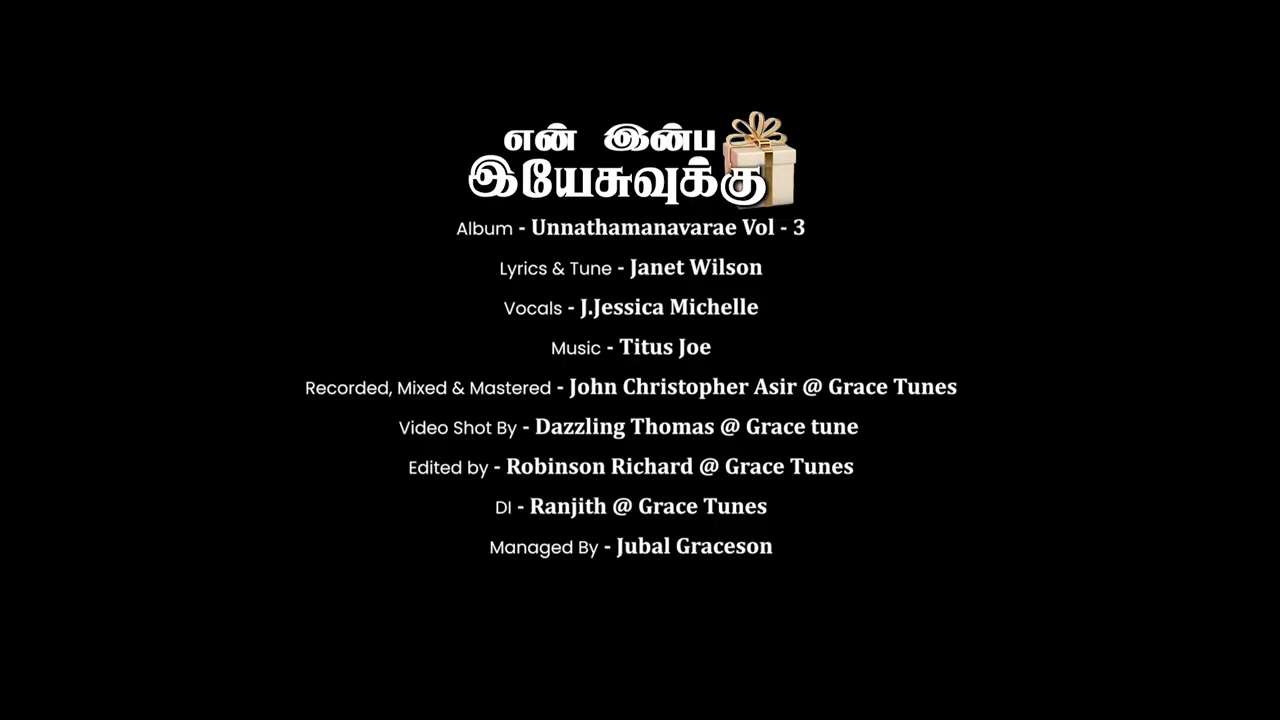 என் இன்ப
இயேசுவுக்கு
Album - Unnathamanavarae Vol - 3
Lyrics & Tune - Janet Wilson
Vocals - J.Jessica Michelle
Music - Titus Joe
Recorded, Mixed & Mastered - John Christopher Asir @ Grace Tunes
Video Shot By - Dazzling Thomas @ Grace tune
Edited by - Robinson Richard @ Grace Tunes
DI - Ranjith @ Grace Tunes
Managed By - Jubal Graceson